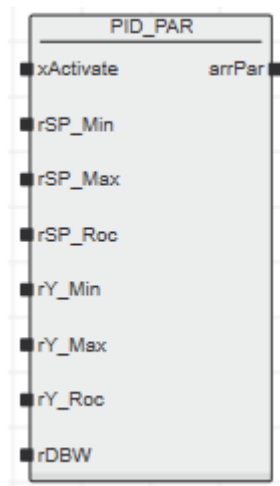 PID_PAR
xActivate arrPar
rSP_Min
rSP_Max
rSP_Roc
rY_Min
rY_Max
rY_Roc
rDBW